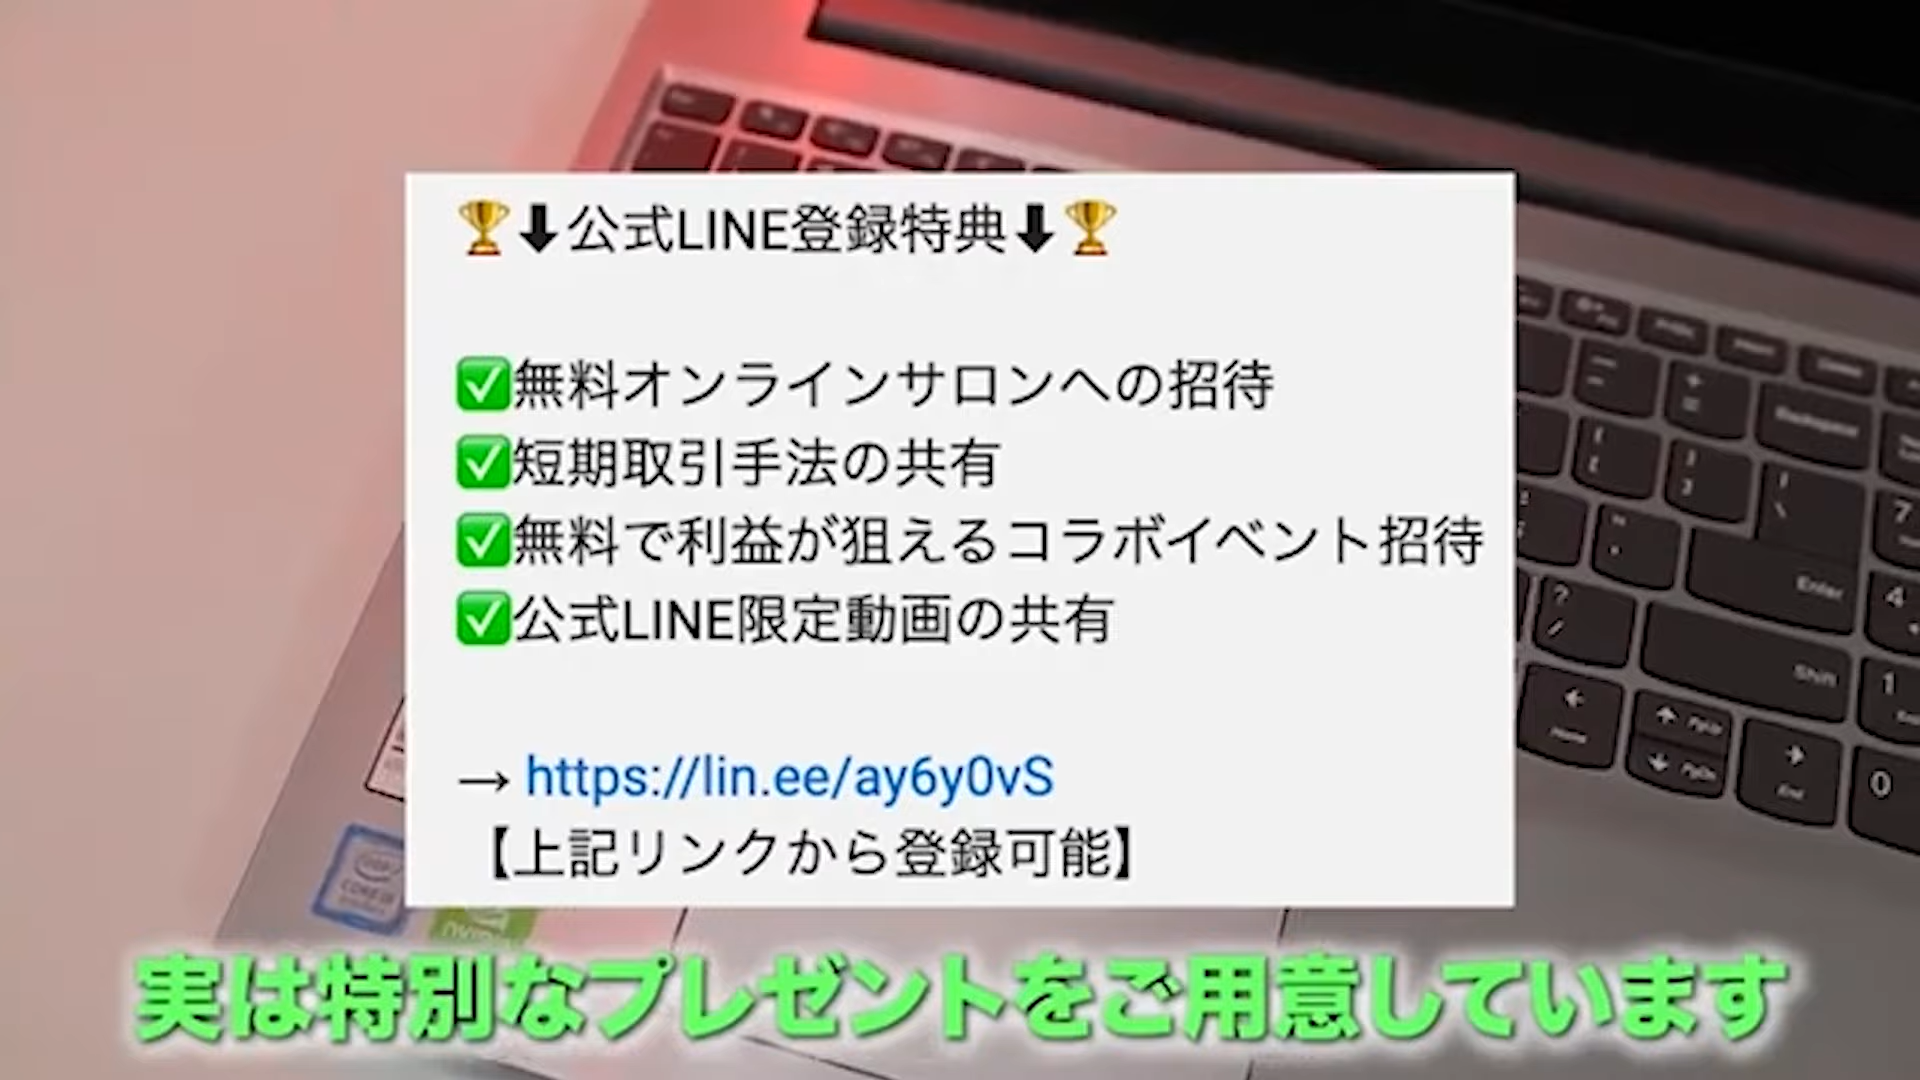 🏆⬇公式LINE登録特典⬇🏆
✅無料オンラインサロンへの招待
✅短期取引手法の共有
✅無料で利益が狙えるコラボイベント招待
✅公式LINE限定動画の共有
→ https://lin.ee/ay6y0vS
【上記リンクから登録可能】
Enter
Shift
実は特別なプレゼントをご用意しています